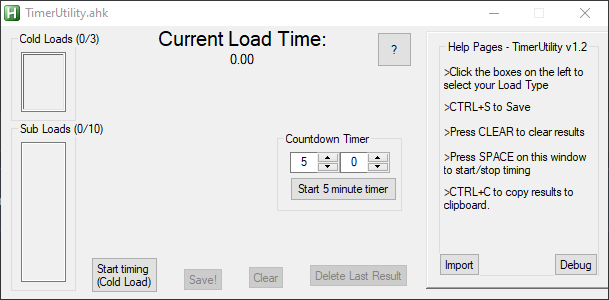 TimerUtility.ahk
Cold Loads (0/3)
Current Load Time:
0.00
?
Help Pages - TimerUtility v1.2
>Click the boxes on the left to
select your Load Type
>CTRL+S to Save
>Press CLEAR to clear results
>Press SPACE on this window
to start/stop timing
>CTRL+C to copy results to
clipboard.
Import
Debug
Sub Loads (0/10)
Countdown Timer
5
0
Start 5 minute timer
Start timing
(Cold Load)
Save!
Clear
Delete Last Result